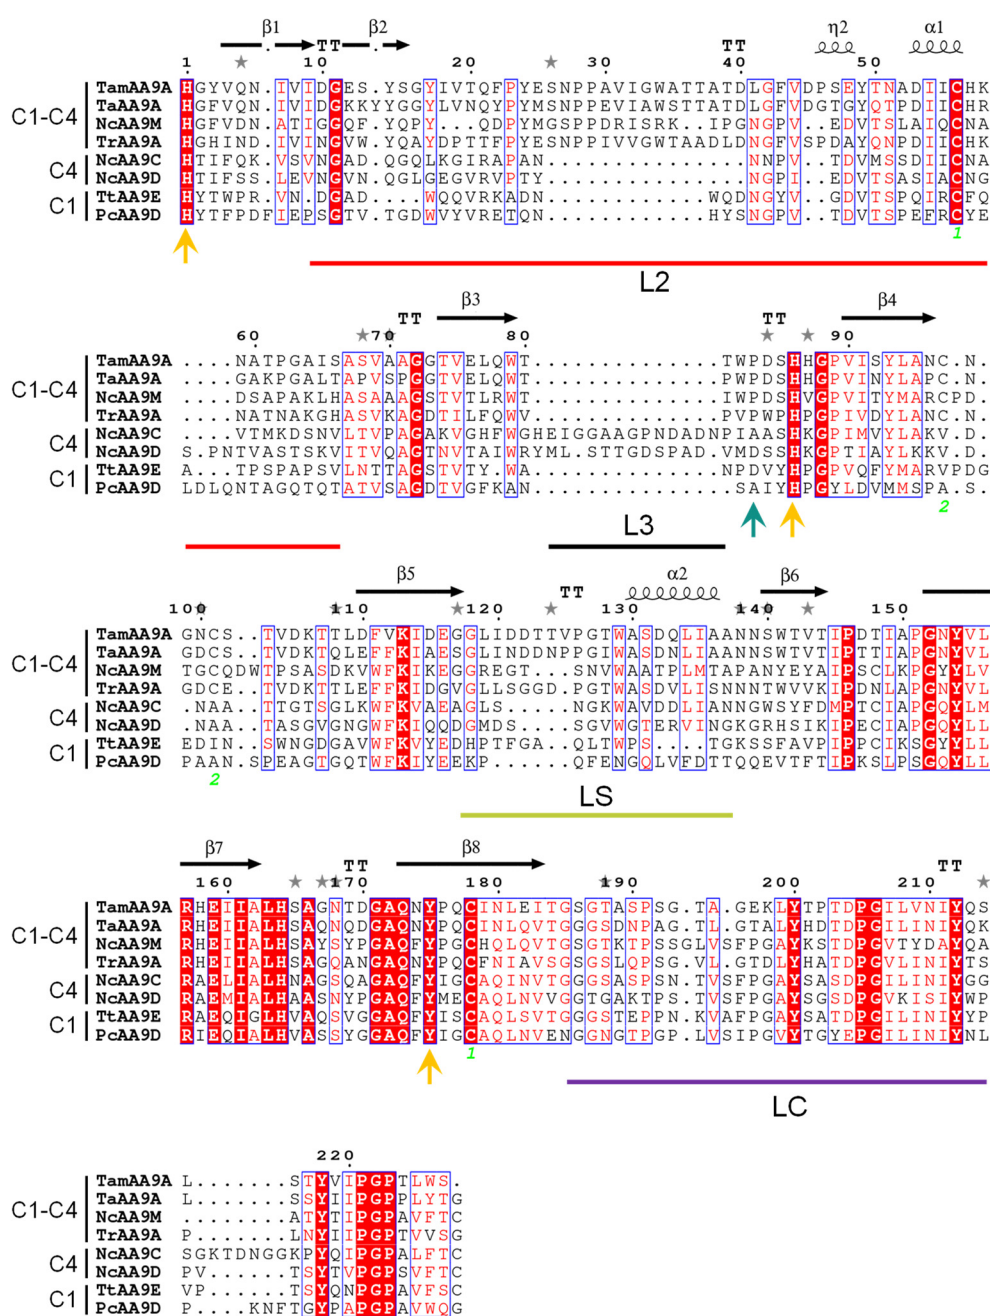 β1 β2 η2 α1
TT TT
1 10 20 30 40 50
C1-C4
C4
C1
TamAA9A HGYVQN.IVIDGES.YSGYIVTQFPYESNPPAVIGWATTATDLGFVDPSEYTNADIICHK
TaAA9A HGFVQN.IVIDGKKYYGGYLVNQYPYMSNPPEVIAWSTTATDLGFVDGTGYQTPDIICHR
NcAA9M HGFVDN.ATIGGQF.YQPY...QDPYMGSPPDRISRK..IPGNGPV..EDVTSLAIQCNA
TrAA9A HGHIND.IVINGVW.YQAYDPTTFPYESNPPIVVGWTAADLDNGFVSPDAYQNPDIICHK
NcAA9C HTIFQK.VSVNGAD.QGQLKGIRAPAN...............NNPV..TDVMSSDIICNA
NcAA9D HTIFSS.LEVNGVN.QGLGEGVRVPTY...............NGPI..EDVTSASIACNG
TtAA9E HYTWPR.VN.DGAD....WQQVRKADN............WQDNGYV..GDVTSPQIRCFQ
PcAA9D HYTFPDFIEPSGTV.TGDWVYVRETQN............HYSNGPV..TDVTSPEFRCYE
1
L2
β3 β4
TT TT
60 70 80 90
C1-C4
C4
C1
TamAA9A ....NATPGAISASVAAGGTVELQWT...............TWPDSHHGPVISYLANC.N.
TaAA9A ....GAKPGALTAPVSPGGTVELQWT...............PWPDSHHGPVINYLAPC.N.
NcAA9M ....DSAPAKLHASAAAGSTVTLRWT...............IWPDSHVGPVITYMARCPD.
TrAA9A ....NATNAKGHASVKAGDTILFQWV...............PVPWPHPGPIVDYLANC.N.
NcAA9C ....VTMKDSNVLTVPAGAKVGHFWGHEIGGAAGPNDADNPIAASHKGPIMVYLAKV.D.
NcAA9D S.PNTVASTSKVITVQAGTNVTAIWRYML.STTGDSPAD.VMDSSHKGPTIAYLKKV.D.
TtAA9E A....TPSPAPSVLNTTAGSTVTY.WA...............NPDVYHPGPVQFYMARVPDG
PcAA9D LDLQNTAGQTQTATVSAGDTVGFKAN...............SAIYHPGYLDVMMSPA.S.
2
L3
β5 α2 β6
TT
100 110 120 130 140 150
C1-C4
C4
C1
TamAA9A GNCS..TVDKTTLDFVKIDEGGLIDDTTVPGTWASDQLIAANNSWTVTIPDTIAPGNYVL
TaAA9A GDCS..TVDKTQLEFFKIAESGLINDDNPPGIWASDNLIAANNSWTVTIPTTIAPGNYVL
NcAA9M TGCQDWTPSASDKVWFKIKEGGREGT...SNVWAATPLMTAPANYEYAIPSCLKPGYYLV
TrAA9A GDCE..TVDKTTLEFFKIDGVGLLSGGD.PGTWASDVLISNNNTWVVKIPDNLAPGNYVL
NcAA9C .NAA..TTGTSGLKWFKVAEAGLS.....NGKWAVDDLIANNGWSYFDMPTCIAPGQYLM
NcAA9D .NAA..TASGVGNGWFKIQQDGMDS....SGVWGTERVINGKGRHSIKIPECIAPGQYLL
TtAA9E EDIN..SWNGDGAVWFKVYEDHPTFGA..QLTWPS...TGKSSFAVPIPPCIKSGYYLL
PcAA9D PAAN.SPEAGTGQTWFKIYEEKP......QFENGQLVFDTTQQEVTFTIPKSLPSGQYLL
2
LS
β7 β8
TT TT
160 170 180 190 200 210
C1-C4
C4
C1
TamAA9A RHEIIALHSAGNTDGAQNYPQCINLEITGSGTASPSG.TA.GEKLYTPTDPGILVNIYQS
TaAA9A RHEIIALHSAQNQDGAQNYPQCINLQVTGGGSDNPAG.TL.GTALYHDTDPGILINIYQK
NcAA9M RHEIIALHSAYSYPGAQNYPGCHQLQVTGSGTKTPSSGLVSFPGAYKSTDPGVTYDAYQA
TrAA9A RHEIIALHSAGQANGAQNYPQCFNIAVSGSGSLQPSG.VL.GTDLYHATDPGVLINIYTS
NcAA9C RAELIALHNAGSQAGAQFYIGCAQINVTGGGSASPSN.TVSFPGAYSASDPGILINIYGG
NcAA9D RAEMIALHAASNYPGAQFYMECAQLNVVGGTGAKTPS.TVSFPGAYSGSDPGVKISIYWP
TtAA9E RAEQIGLHVAQSVGGAQFYISCAQLSVTGGGSTEPPN.KVAFPGAYSATDPGILINIYYP
PcAA9D RIEQIALHVASSYGGAQFYIGCAQLNVENGGNGTPGP.LVSIPGVYTGYEPGILINIYNL
1
LC
220
C1-C4
C4
C1
TamAA9A L.......STYVIPGPTLWS.
TaAA9A L.......SSYIIPGPPLYTG
NcAA9M ........ATYTIPGPAVFTC
TrAA9A P.......LNYIIPGPTVVSG
NcAA9C SGKTDNGGKPYQIPGPALFTC
NcAA9D PV......TSYTVPGPSVFTC
TtAA9E VP......TSYQNPGPAVFSC
PcAA9D P....KNFTGYPAPGPAVWQG